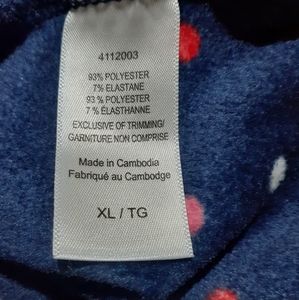 4112003
93% POLYESTER
7% ELASTANE
93 % POLYESTER
7 % ÉLASTHANNE
EXCLUSIVE OF TRIMMING/
GARNITURE NON COMPRISE
Made in Cambodia
Fabriqué au Cambodge
XL / TG